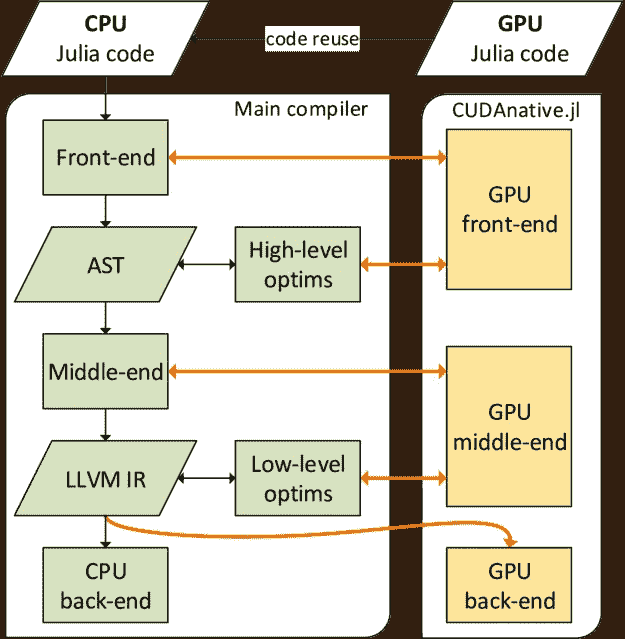 CPU
Julia code
code reuse
GPU
Julia code
Main compiler
CUDAnative.jl
Front-end
GPU
front-end
AST
High-level
optims
Middle-end
GPU
middle-end
LLVM IR
Low-level
optims
CPU
back-end
GPU
back-end